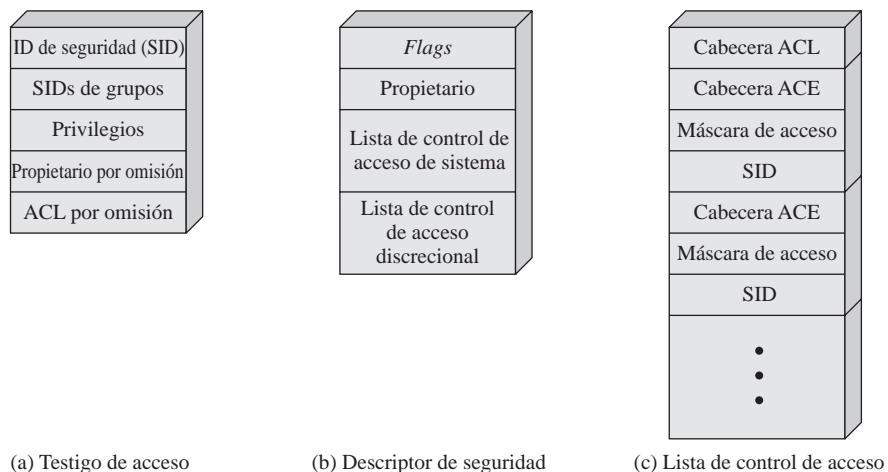 ID de seguridad (SID)
SIDs de grupos
Privilegios
Propietario por omisión
ACL por omisión
(a) Testigo de acceso
Flags
Propietario
Lista de control de
acceso de sistema
Lista de control
de acceso
discrecional
(b) Descriptor de seguridad
Cabecera ACL
Cabecera ACE
Máscara de acceso
SID
Cabecera ACE
Máscara de acceso
SID
(c) Lista de control de acceso